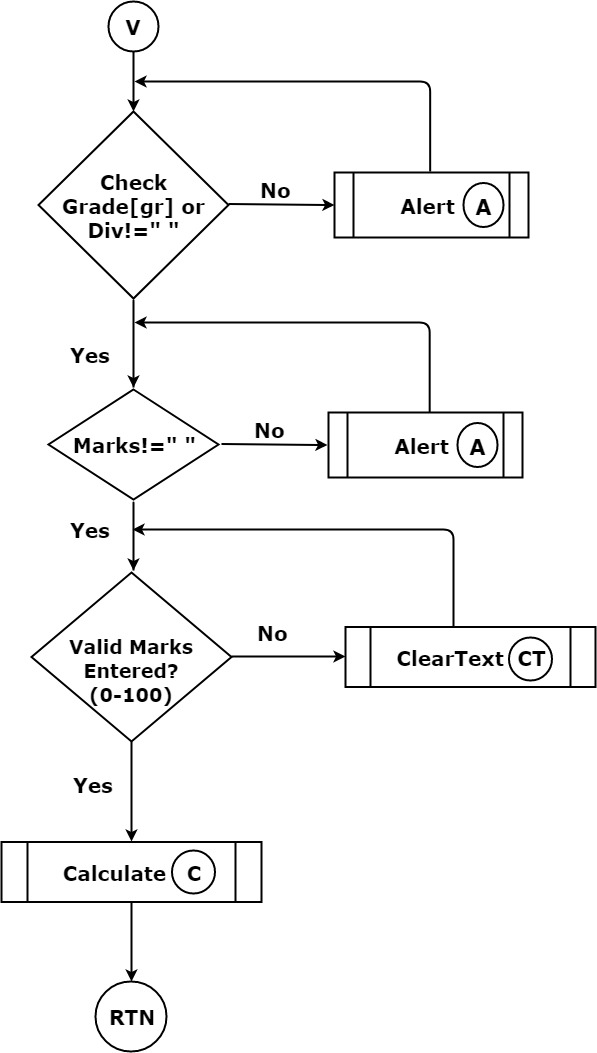 V
Check
Grade[gr] or
Div!=" "
No
Alert A
Yes
Marks!=" "
No
Alert A
Yes
Valid Marks
Entered?
(0-100)
No
ClearText CT
Yes
Calculate C
RTN